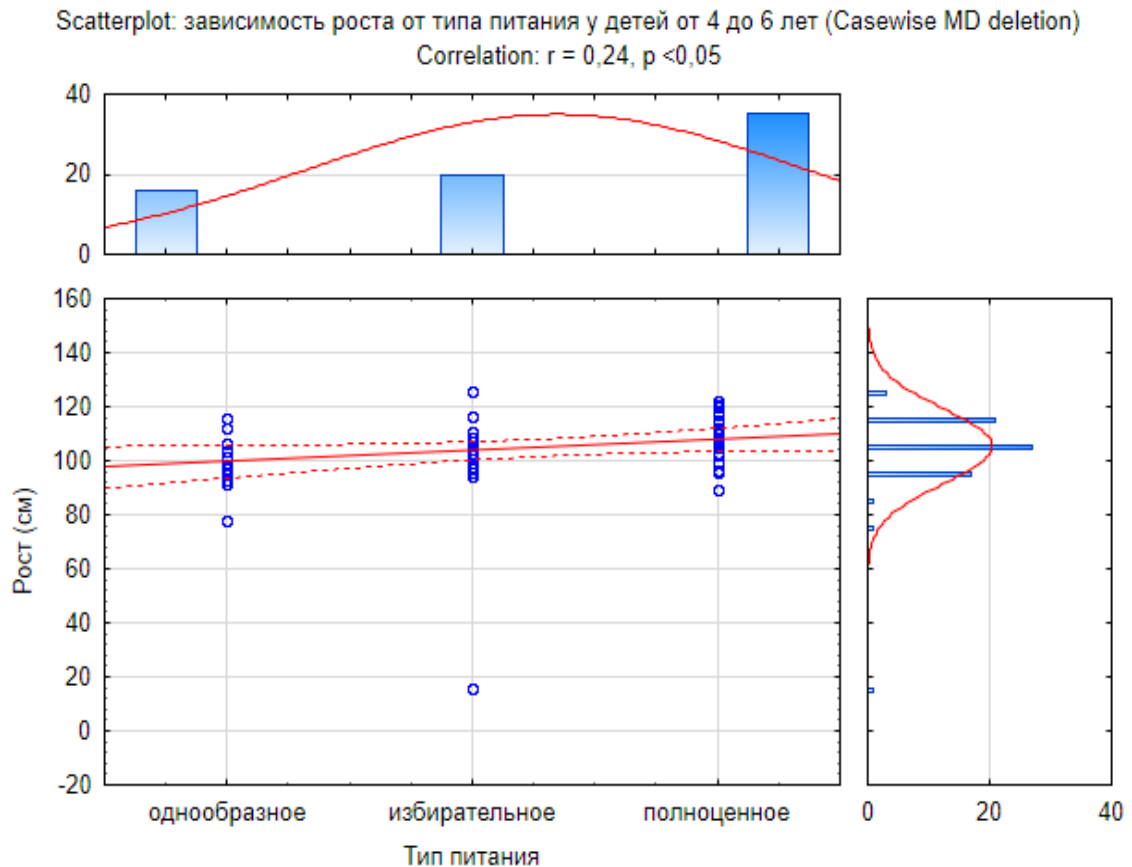 Scatterplot: зависимость роста от типа питания у детей от 4 до 6 лет (Casewise MD deletion)
Correlation: r = 0,24, p <0,05
40
20
0
160
140
120
100
80
60
40
20
0
-20
Рост (см)
однообразное избирательное полноценное
Тип питания
0 20 40